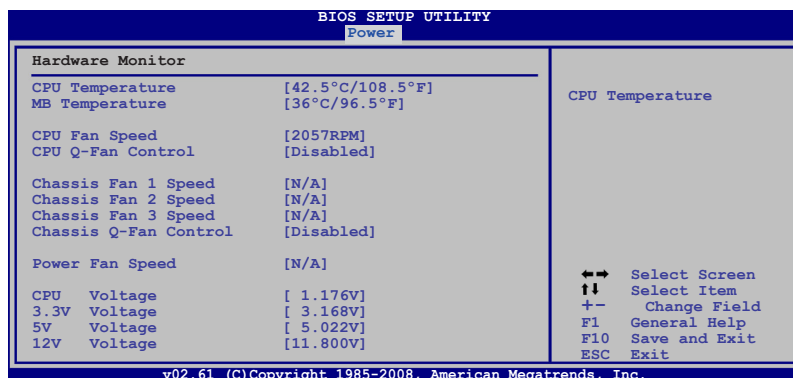 BIOS SETUP UTILITY
Power
Hardware Monitor
CPU Temperature [42.5ºC/108.5ºF]
MB Temperature [36ºC/96.5ºF]
CPU Fan Speed [2057RPM]
CPU Q-Fan Control [Disabled]
Chassis Fan 1 Speed [N/A]
Chassis Fan 2 Speed [N/A]
Chassis Fan 3 Speed [N/A]
Chassis Q-Fan Control [Disabled]
Power Fan Speed [N/A]
CPU Voltage [ 1.176V]
3.3V Voltage [ 3.168V]
5V Voltage [ 5.022V]
12V Voltage [11.800V]
CPU Temperature
←→ Select Screen
↑↓ Select Item
+- Change Field
F1 General Help
F10 Save and Exit
ESC Exit
v02.61 (C)Copyright 1985-2008, American Megatrends, Inc.